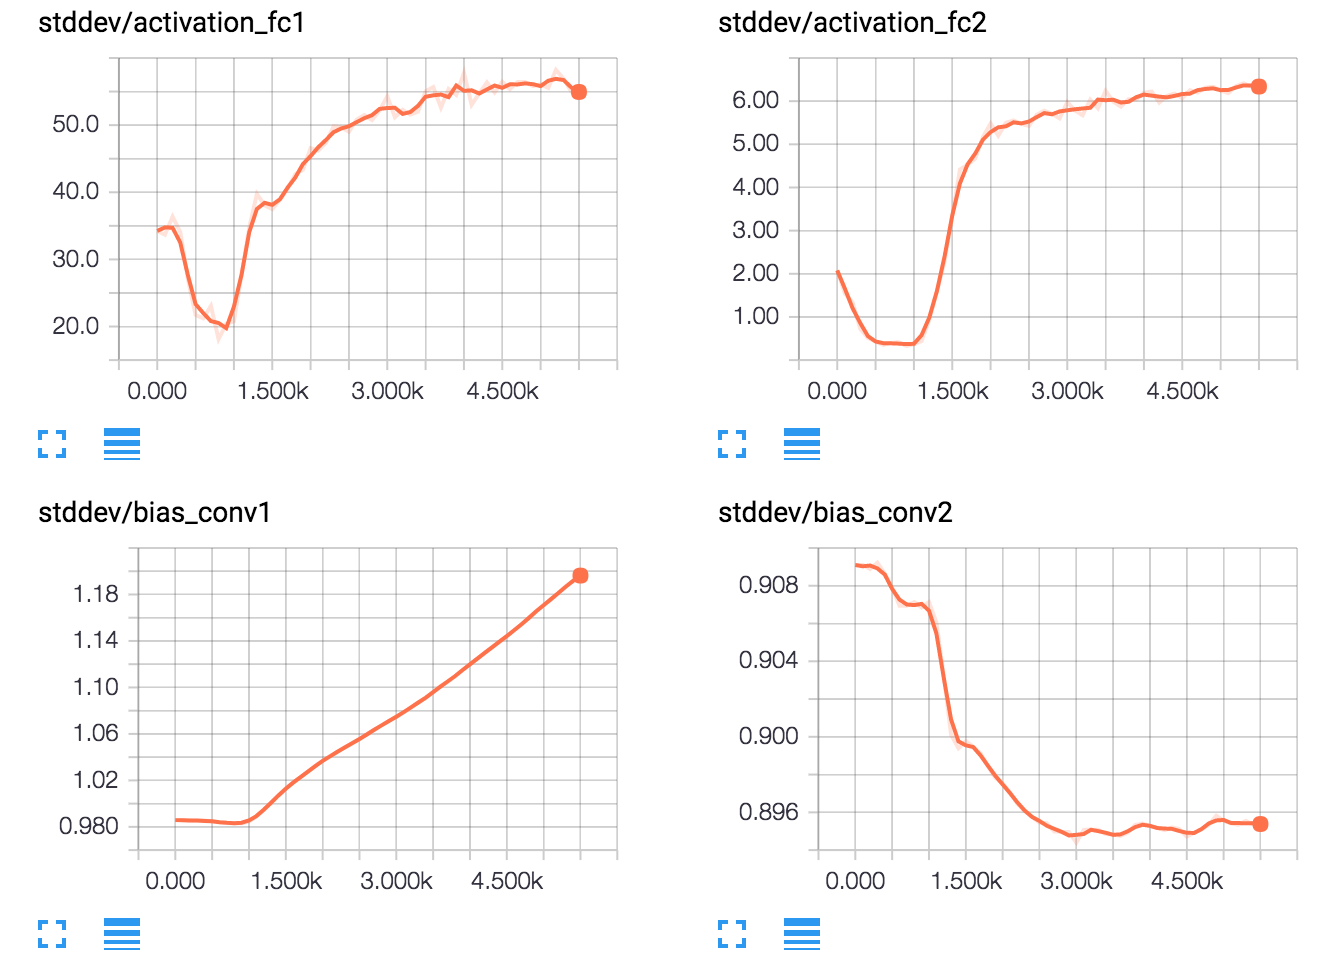 stddev/activation_fc1
50.0
40.0
30.0
20.0
0.000 1.500k 3.000k 4.500k
stddev/activation_fc2
6.00
5.00
4.00
3.00
2.00
1.00
0.000 1.500k 3.000k 4.500k
stddev/bias_conv1
1.18
1.14
1.10
1.06
1.02
0.980
0.000 1.500k 3.000k 4.500k
stddev/bias_conv2
0.908
0.904
0.900
0.896
0.000 1.500k 3.000k 4.500k